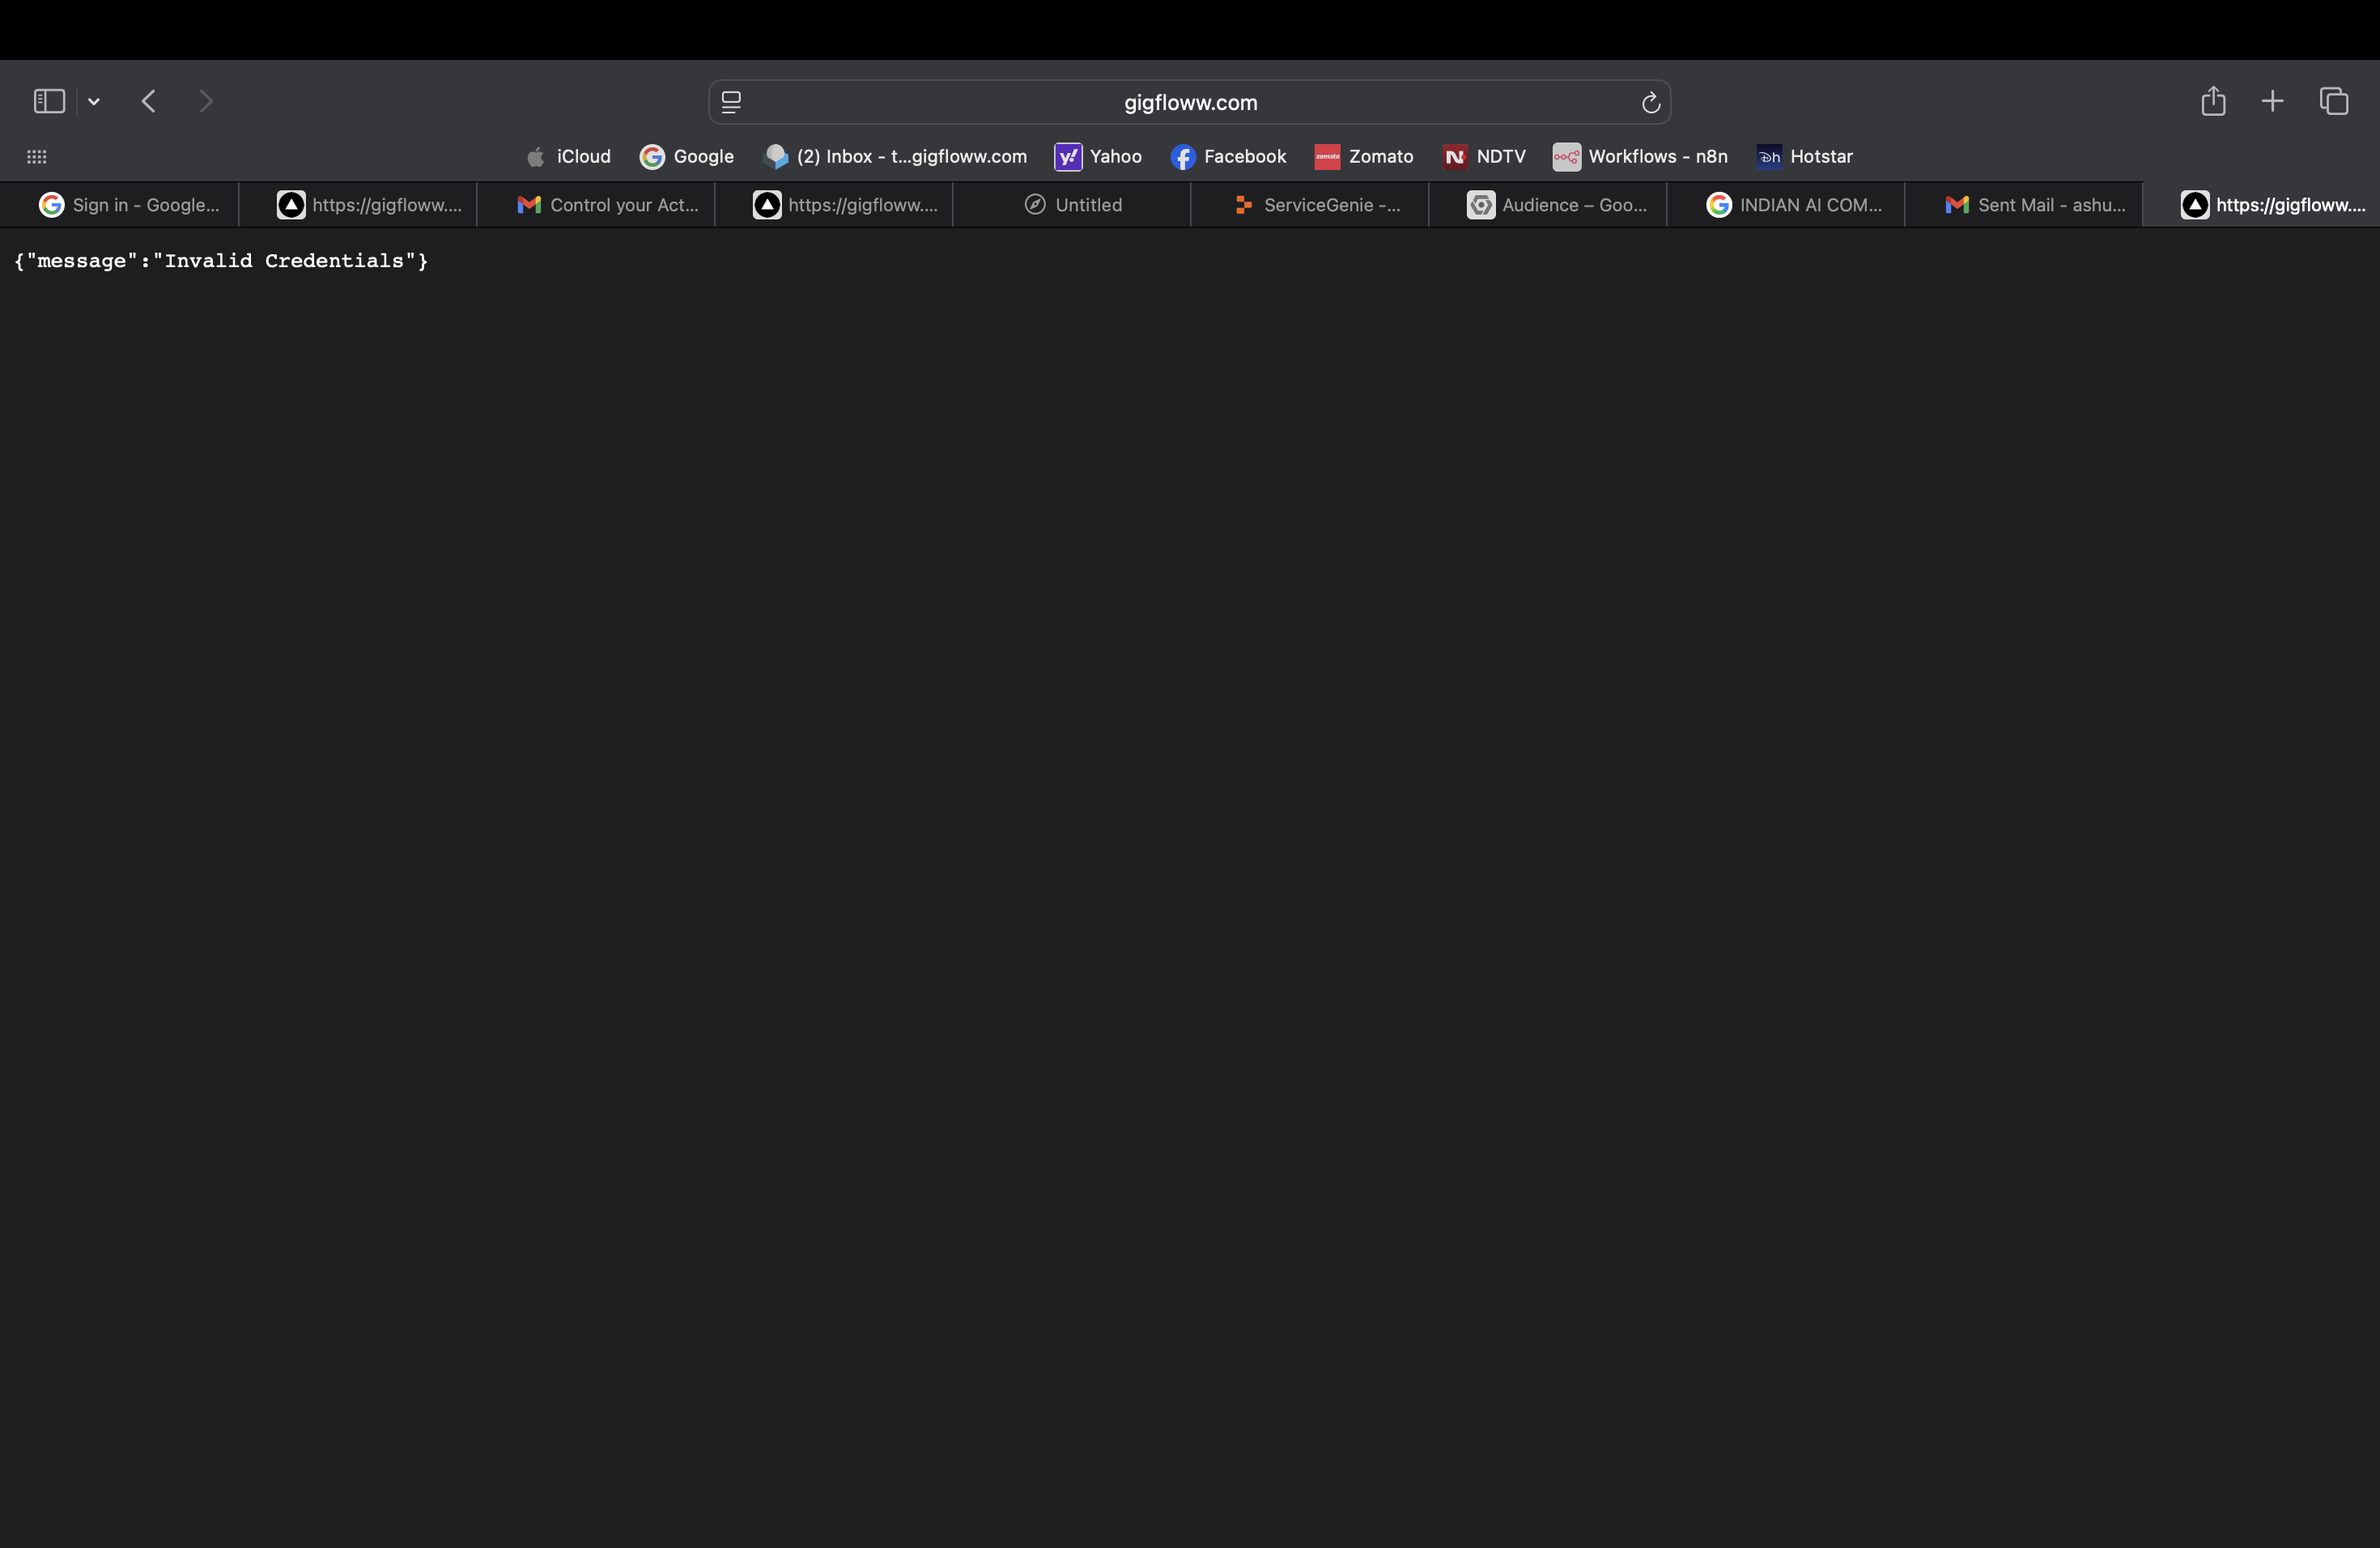 gigfloww.com
iCloud
Google
(2) Inbox - t...gigfloww.com
Yahoo
Facebook
zomato
Zomato
NDTV
Workflows - n8n
Hotstar
Sign in - Google...
https://gigfloww....
Control your Act...
https://gigfloww....
Untitled
ServiceGenie -...
Audience – Goo...
INDIAN AI COM...
Sent Mail - ashu...
https://gigfloww....
{"message":"Invalid Credentials"}